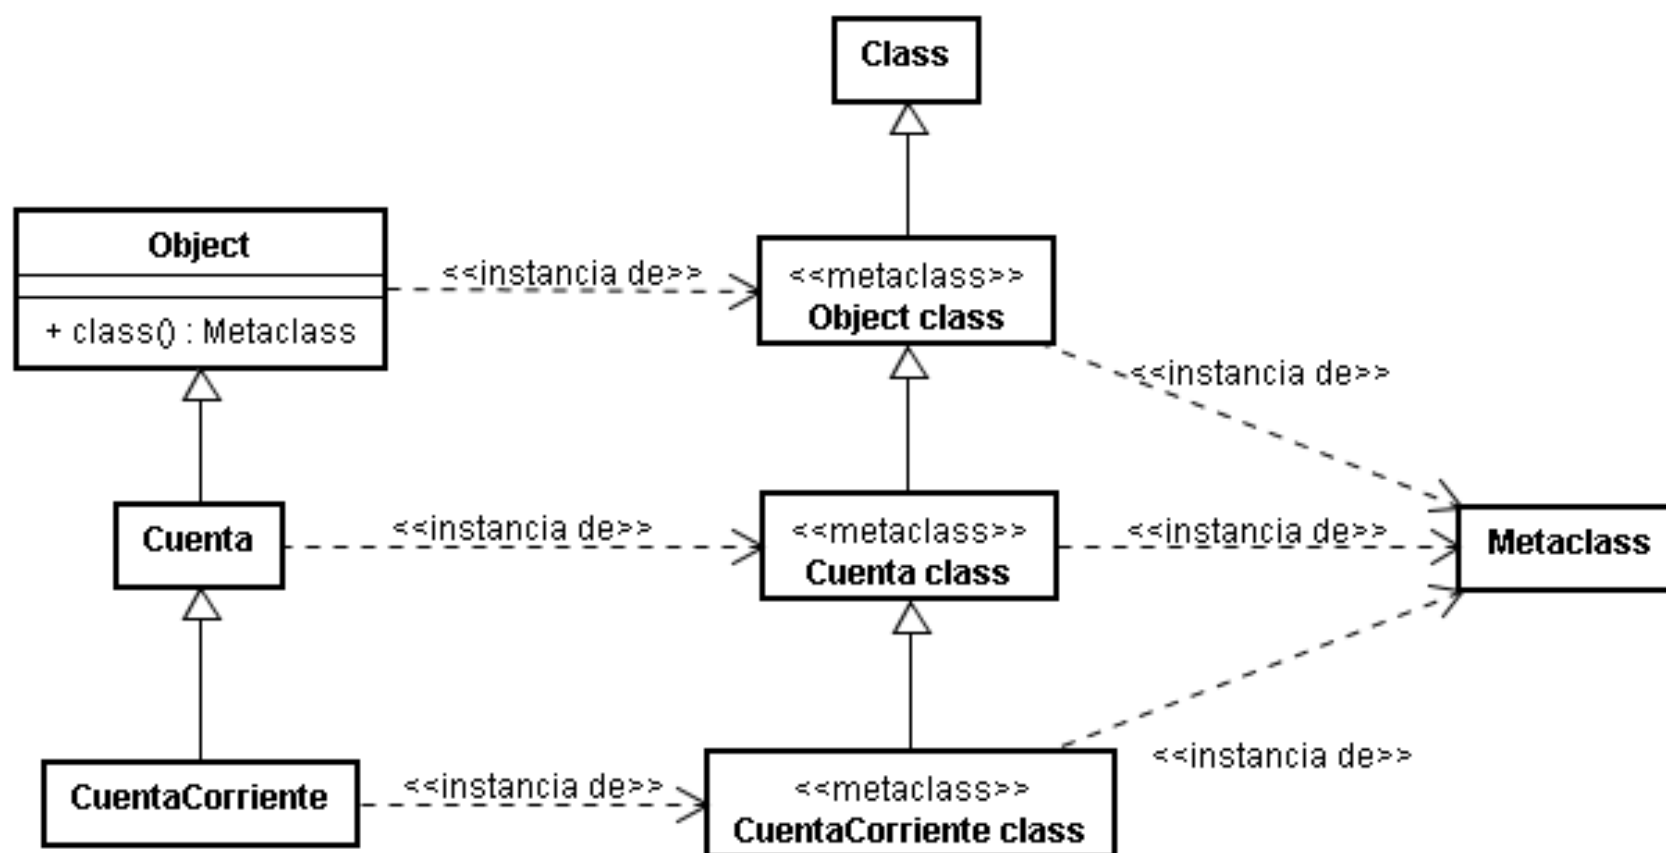 Class
Object
+ class() : Metaclass
<<instancia de>>
<<metaclass>>
Object class
<<instancia de>>
Cuenta
<<instancia de>>
<<metaclass>>
Cuenta class
<<instancia de>>
Metaclass
CuentaCorriente
<<instancia de>>
<<metaclass>>
CuentaCorriente class
<<instancia de>>